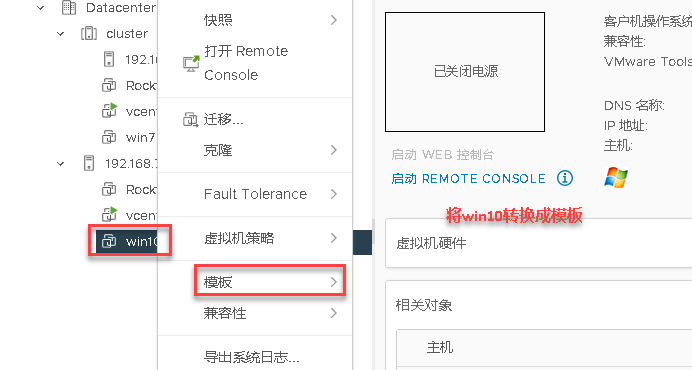 Datacenter
cluster
192.1
Rock
vcen
win7
192.168.7
Rock
vcen
win10
快照
打开 Remote
Console
迁移...
克隆
Fault Tolerance
虚拟机策略
模板
兼容性
导出系统日志...
已关闭电源
客户机操作系统
兼容性:
VMware Tools
DNS 名称:
IP 地址:
主机:
启动 WEB 控制台
启动 REMOTE CONSOLE
将win10转换成模板
虚拟机硬件
相关对象
主机